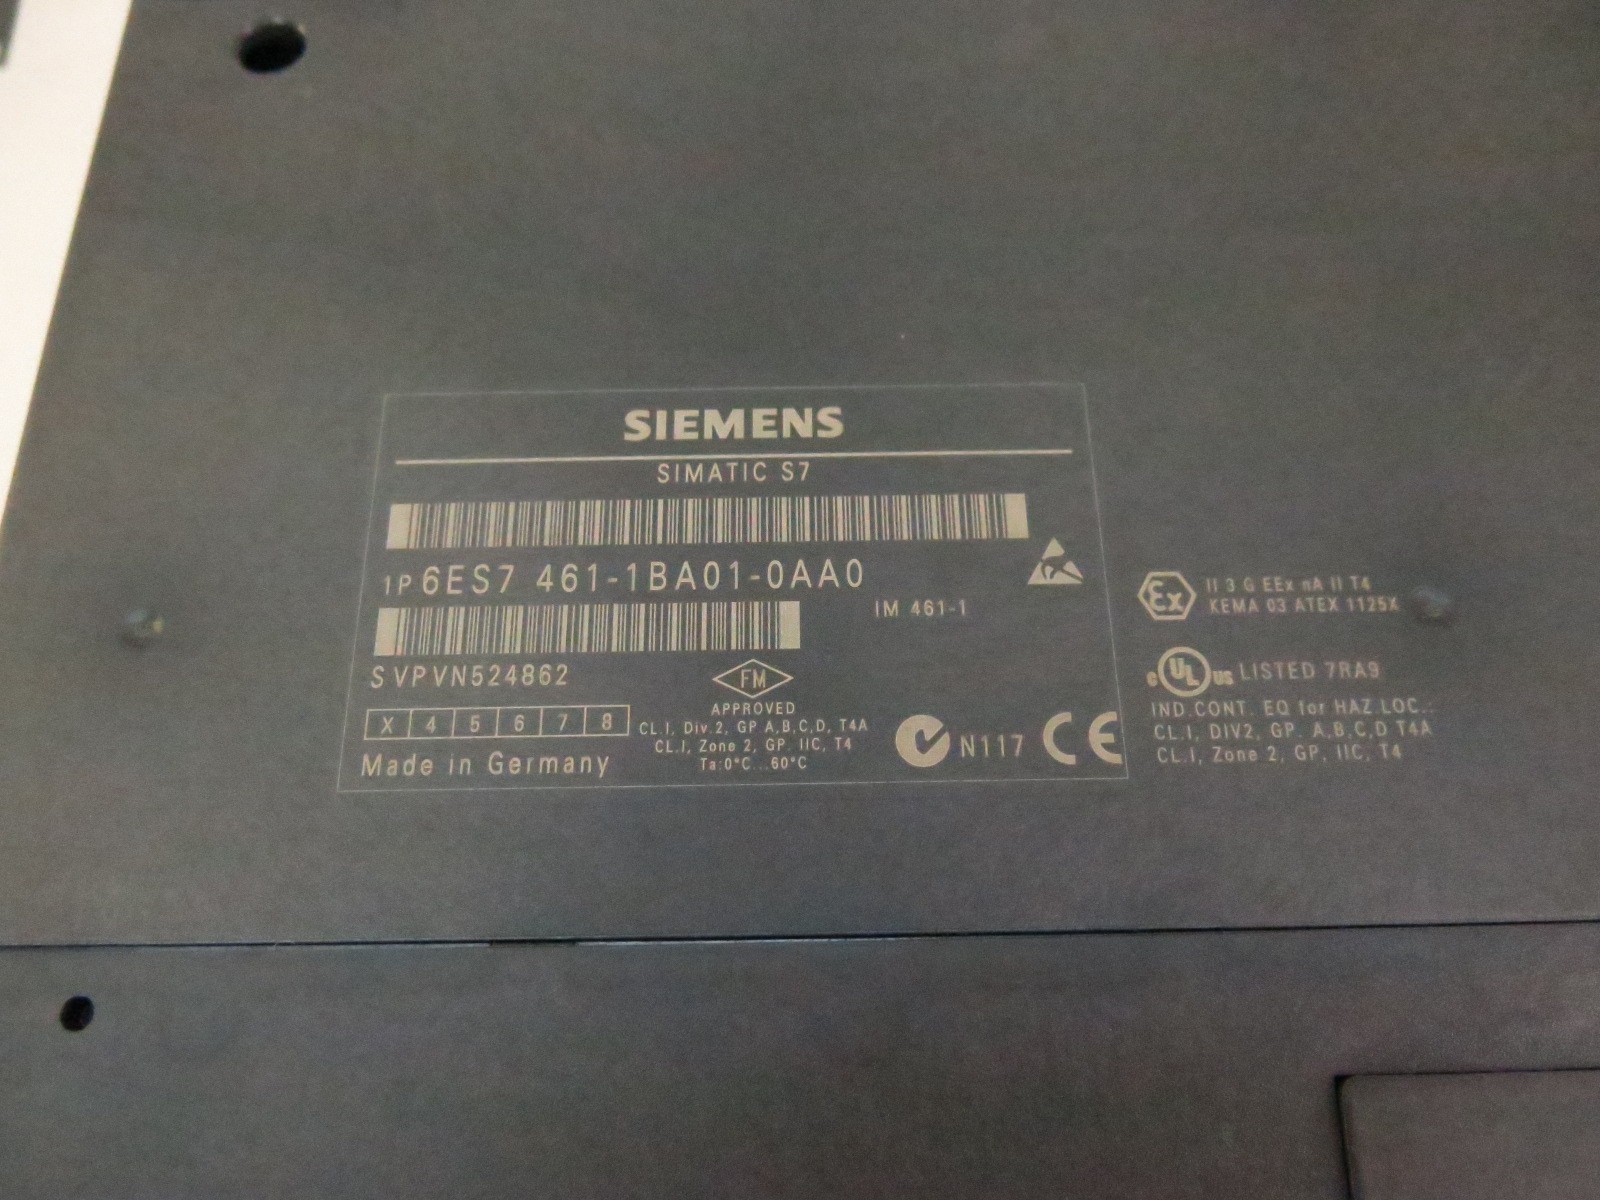 SIEMENS
SIMATIC S7
1P 6ES7 461-1BA01-0AA0
IM 461-1
S VPVN524862
X 4 5 6 7 8
Made in Germany
FM
APPROVED
CL.I, Div.2, GP A,B,C,D, T4A
CL.I, Zone 2, GP. IIC, T4
Ta:0°C...60°C
N117 CE
Ex II 3 G EEx nA II T4
KEMA 03 ATEX 1125X
c UL us LISTED 7RA9
IND.CONT. EQ for HAZ.LOC.:
CL.I, DIV2, GP. A,B,C,D T4A
CL.I, Zone 2, GP. IIC, T4